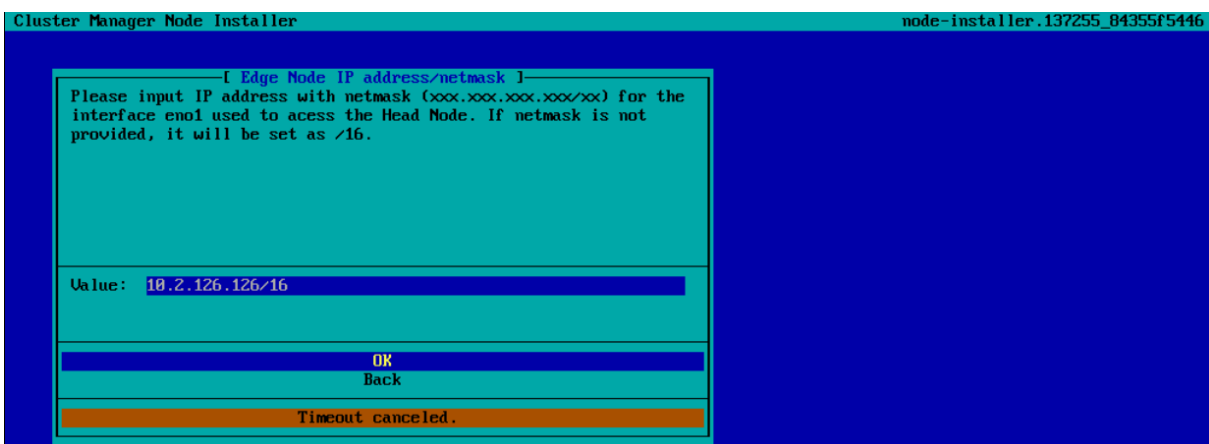 Cluster Manager Node Installer node-installer.137255_84355f5446
[ Edge Node IP address/netmask ]
Please input IP address with netmask (xxx.xxx.xxx.xxx/xx) for the
interface eno1 used to acess the Head Node. If netmask is not
provided, it will be set as /16.
Value: 10.2.126.126/16
OK
Back
Timeout canceled.